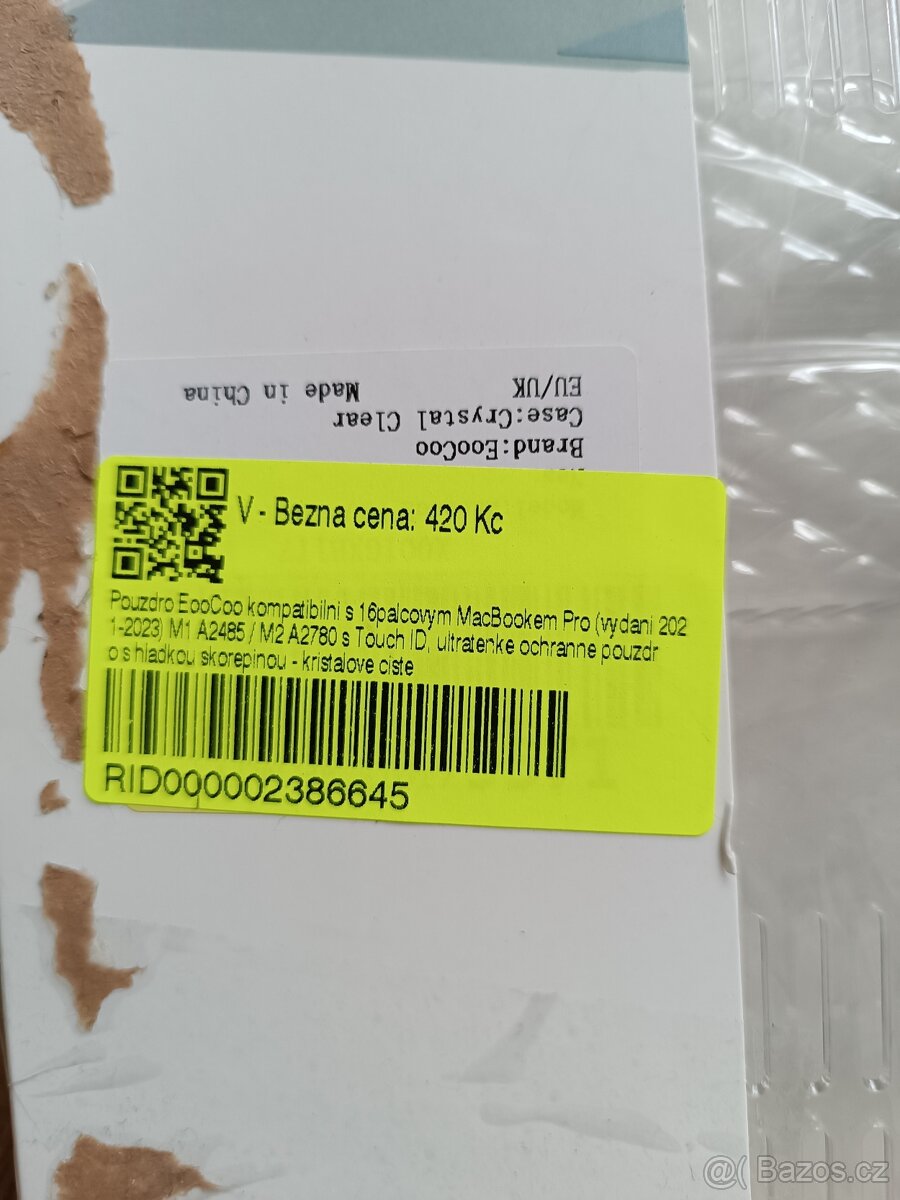 EU/UK Made in China
Case:Crystal Clear
Brand:EooCoo
V - Bezna cena: 420 Kc
Pouzdro EooCoo kompatibilni s 16palcovym MacBookem Pro (vydani 202
1-2023) M1 A2485 / M2 A2780 s Touch ID, ultratenke ochranne pouzdr
o s hladkou skorepinou - kristalove ciste
RID000002386645
@( Bazos.cz